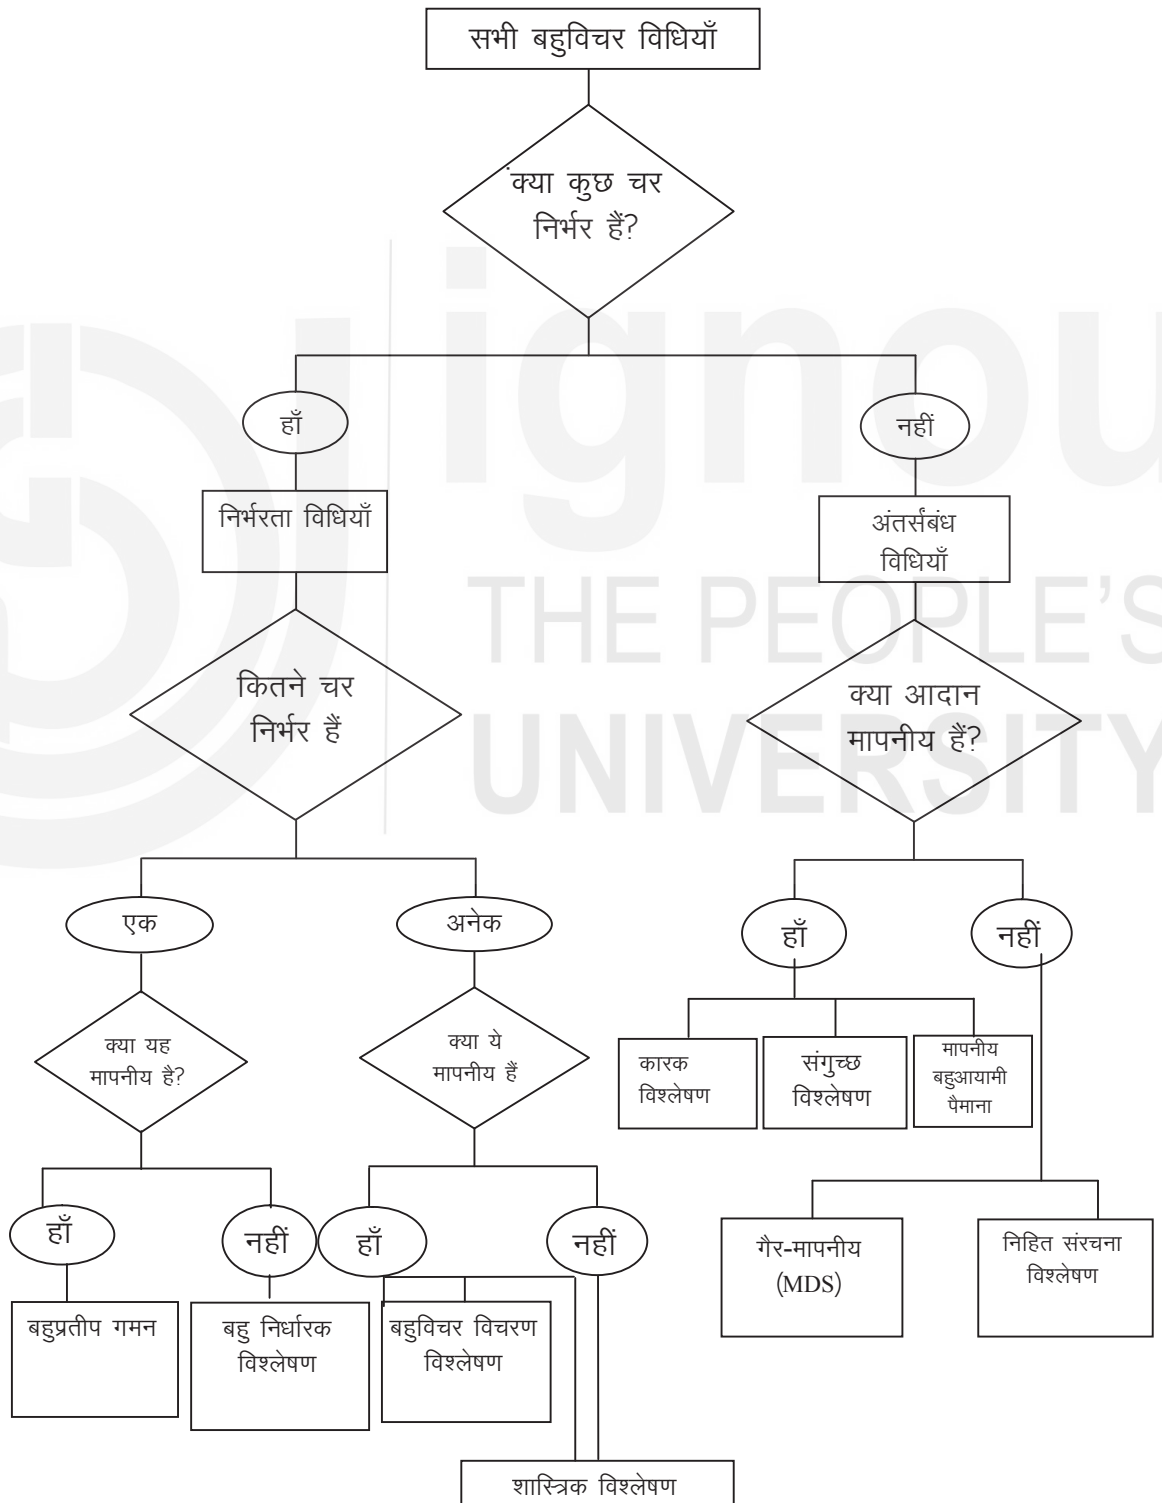 सभी बहुविचर विधियाँ
क्या कुछ चर
निर्भर हैं?
हाँ
नहीं
निर्भरता विधियाँ
अंतर्संबंध
विधियाँ
कितने चर
निर्भर हैं
क्या आदान
मापनीय हैं?
एक
अनेक
हाँ
नहीं
क्या यह
मापनीय है?
क्या ये
मापनीय हैं
कारक
विश्लेषण
संगुच्छ
विश्लेषण
मापनीय
बहुआयामी
पैमाना
हाँ
नहीं
हाँ
नहीं
गैर-मापनीय
(MDS)
निहित संरचना
विश्लेषण
बहुप्रतीप गमन
बहु निर्धारक
विश्लेषण
बहुविचर विचरण
विश्लेषण
शास्त्रिक विश्लेषण
ignou
THE PEOPLE'S
UNIVERSITY